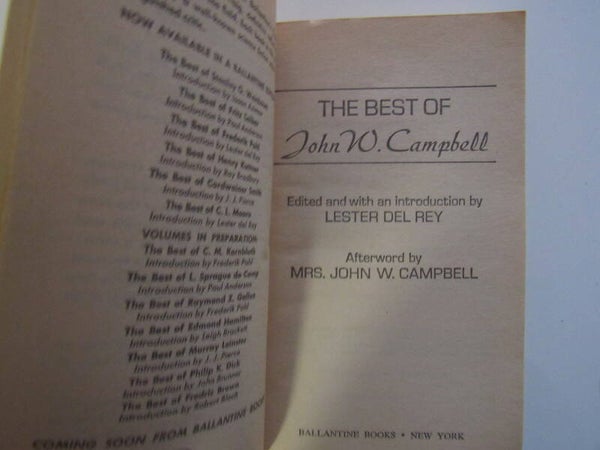 well-known science
NOW AVAILABLE IN A BALLANTINE
The Best of Stanley G. Weinbaum
Introduction by Isaac Asimov
The Best of Fritz Leiber
Introduction by Poul Anderson
The Best of Frederik Pohl
Introduction by Lester del Rey
The Best of Henry Kuttner
Introduction by Ray Bradbury
The Best of Cordwainer Smith
Introduction by J. J. Pierce
The Best of C. L. Moore
Introduction by Lester del Rey
VOLUMES IN PREPARATION
The Best of C. M. Kornbluth
Introduction by Frederik Pohl
The Best of L. Sprague de Camp
Introduction by Poul Anderson
The Best of Raymond Z. Gallun
Introduction by Frederik Pohl
The Best of Edmond Hamilton
Introduction by Leigh Brackett
The Best of Murray Leinster
Introduction by J. J. Pierce
The Best of Philip K. Dick
Introduction by John Brunner
The Best of Fredric Brown
Introduction by Robert Bloch
COMING SOON FROM BALLANTINE BOOKS
THE BEST OF
John W. Campbell
Edited and with an introduction by
LESTER DEL REY
Afterword by
MRS. JOHN W. CAMPBELL
BALLANTINE BOOKS • NEW YORK